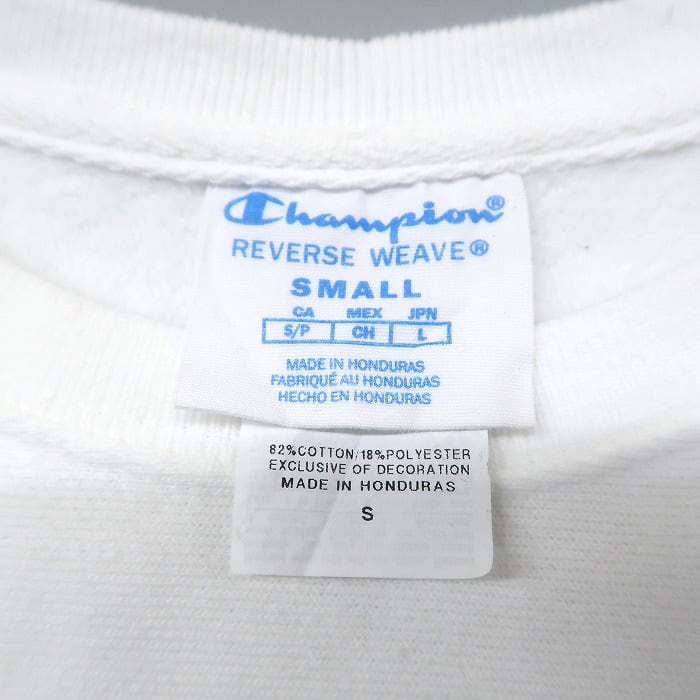 Champion®
REVERSE WEAVE®
SMALL
CA MEX JPN
S/P CH L
MADE IN HONDURAS
FABRIQUÉ AU HONDURAS
HECHO EN HONDURAS
82%COTTON/18%POLYESTER
EXCLUSIVE OF DECORATION
MADE IN HONDURAS
S